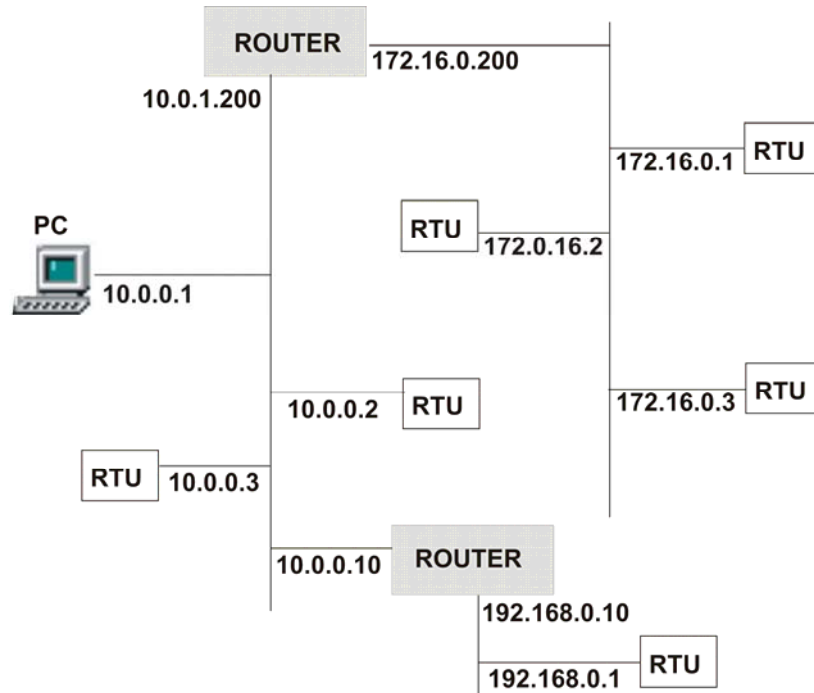 ROUTER
172.16.0.200
10.0.1.200
172.16.0.1
RTU
PC
RTU
172.0.16.2
10.0.0.1
10.0.0.2
RTU
172.16.0.3
RTU
RTU
10.0.0.3
10.0.0.10
ROUTER
192.168.0.10
192.168.0.1
RTU